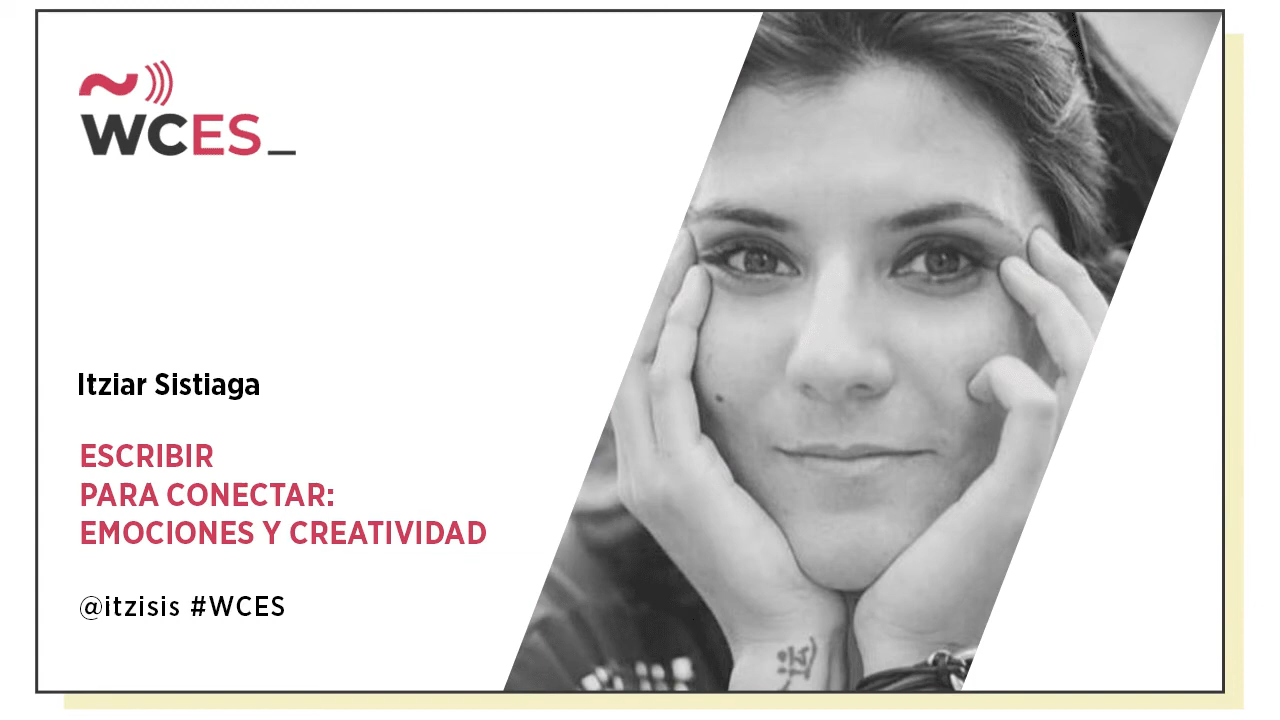 WCES_
Itziar Sistiaga
ESCRIBIR
PARA CONECTAR:
EMOCIONES Y CREATIVIDAD
@itzisis #WCES